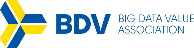 BDV
BIG DATA VALUE
ASSOCIATION